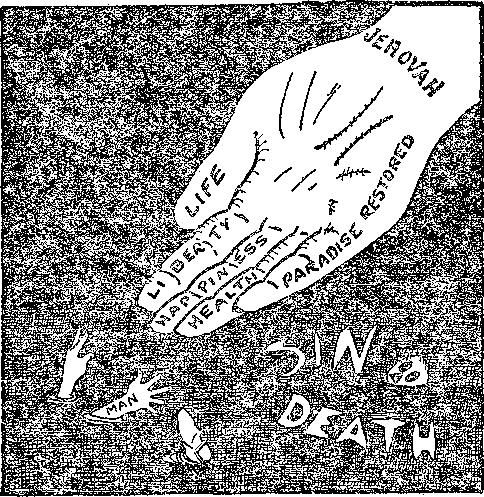 JEHOVAH
LIFE
LIBERTY
HAPPINESS
HEALTH
PARADISE RESTORED
MAN
SIN &
DEATH